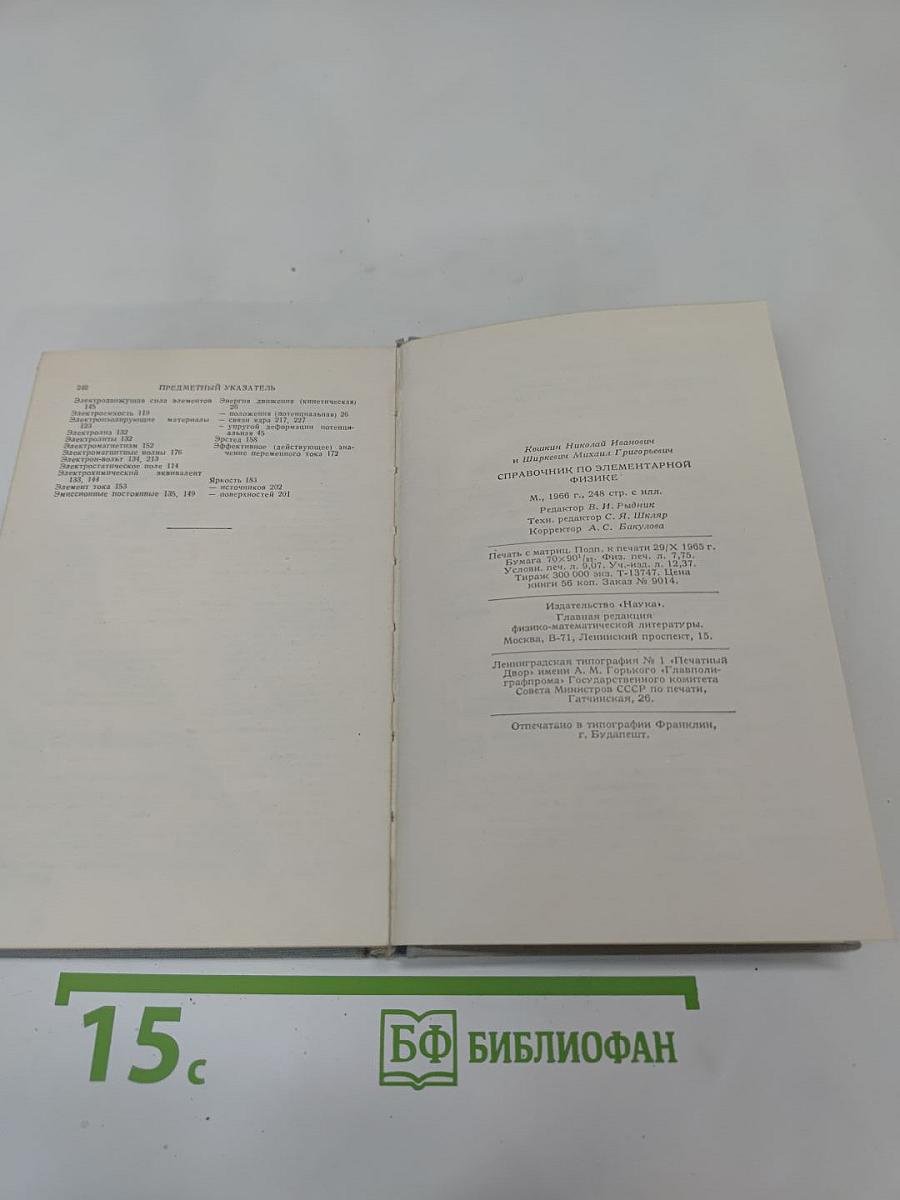 248
ПРЕДМЕТНЫЙ УКАЗАТЕЛЬ
Электродвижущая сила элементов
145
Электроемкость 119
Электроизолирующие материалы
123
Электролиз 132
Электролиты 132
Электромагнетизм 152
Электромагнитные волны 176
Электрон-вольт 134, 213
Электростатическое поле 114
Электрохимический эквивалент
133, 144
Элемент тока 153
Эмиссионные постоянные 135, 149
Энергия движения (кинетическая)
26
— положения (потенциальная) 26
— связи ядра 217, 227
— упругой деформации потенци-
альная 45
Эрстед 158
Эффективное (действующее) зна-
чение переменного тока 172
Яркость 183
— источников 202
— поверхностей 201
Кошкин Николай Иванович
и Ширкевич Михаил Григорьевич
СПРАВОЧНИК ПО ЭЛЕМЕНТАРНОЙ
ФИЗИКЕ
М., 1966 г., 248 стр. с илл.
Редактор В. И. Рыдник
Техн. редактор С. Я. Шкляр
Корректор А. С. Бакулова
Печать с матриц. Подп. к печати 29/X 1965 г.
Бумага 70×90¹/₃₂. Физ. печ. л. 7,75.
Условн. печ. л. 9,07. Уч.-изд. л. 12,37.
Тираж 300 000 экз. Т-13747. Цена
книги 56 коп. Заказ № 9014.
Издательство «Наука».
Главная редакция
физико-математической литературы.
Москва, В-71, Ленинский проспект, 15.
Ленинградская типография № 1 «Печатный
Двор» имени А. М. Горького «Главполи-
графпрома» Государственного комитета
Совета Министров СССР по печати,
Гатчинская, 26.
Отпечатано в типографии Франклин,
г. Будапешт.
15 с
БФ БИБЛИОФАН